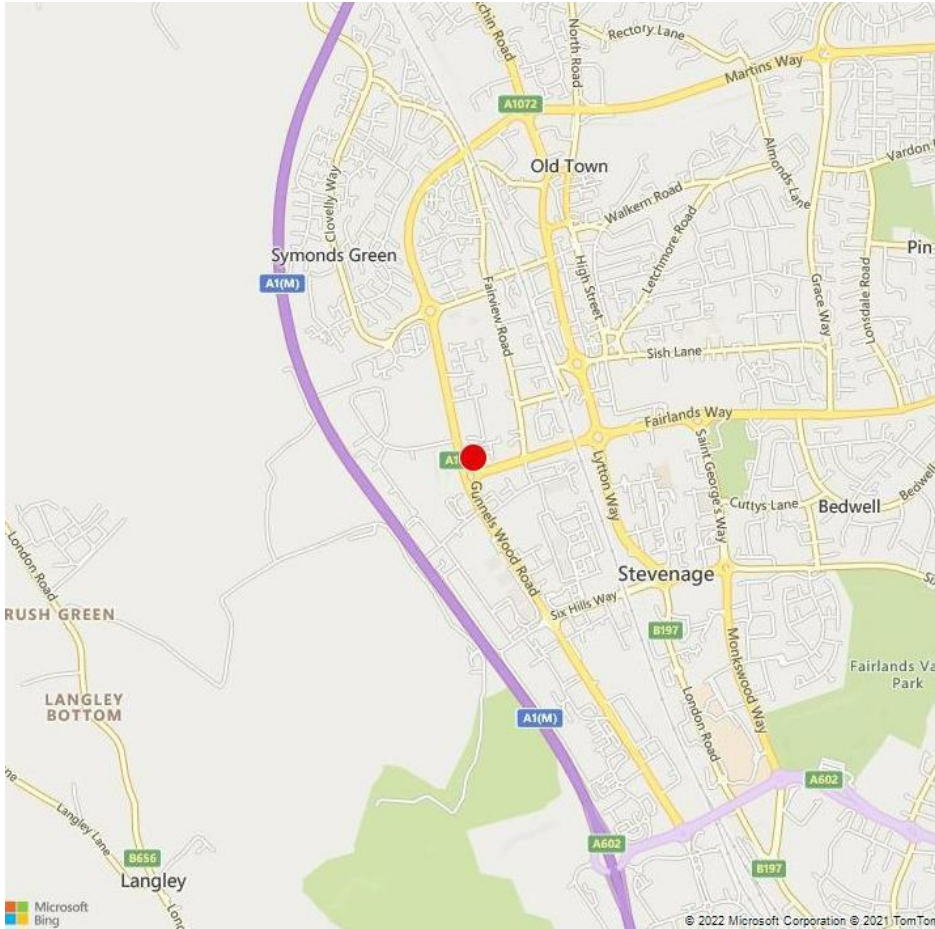 Rectory Lane
North Road
Martins Way
A1072
Old Town
Almonds Lane
Vardon
Walkern Road
Clovelly Way
Letchmore Road
High Street
Pin
Symonds Green
A1(M)
Fairview Road
Grace Way
Lonsdale Road
Sish Lane
Fairlands Way
Lytton Way
Saint George's Way
Gunnels Wood Road
Cuttys Lane
Bedwell
Bedwell
London Road
Stevenage
Six Hills Way
RUSH GREEN
B197
Monkswood Way
Fairlands
Park
LANGLEY
BOTTOM
A1(M)
London Road
A602
Langley Lane
A602
B656
B197
Langley
Microsoft
Bing
© 2022 Microsoft Corporation © 2021 TomTom